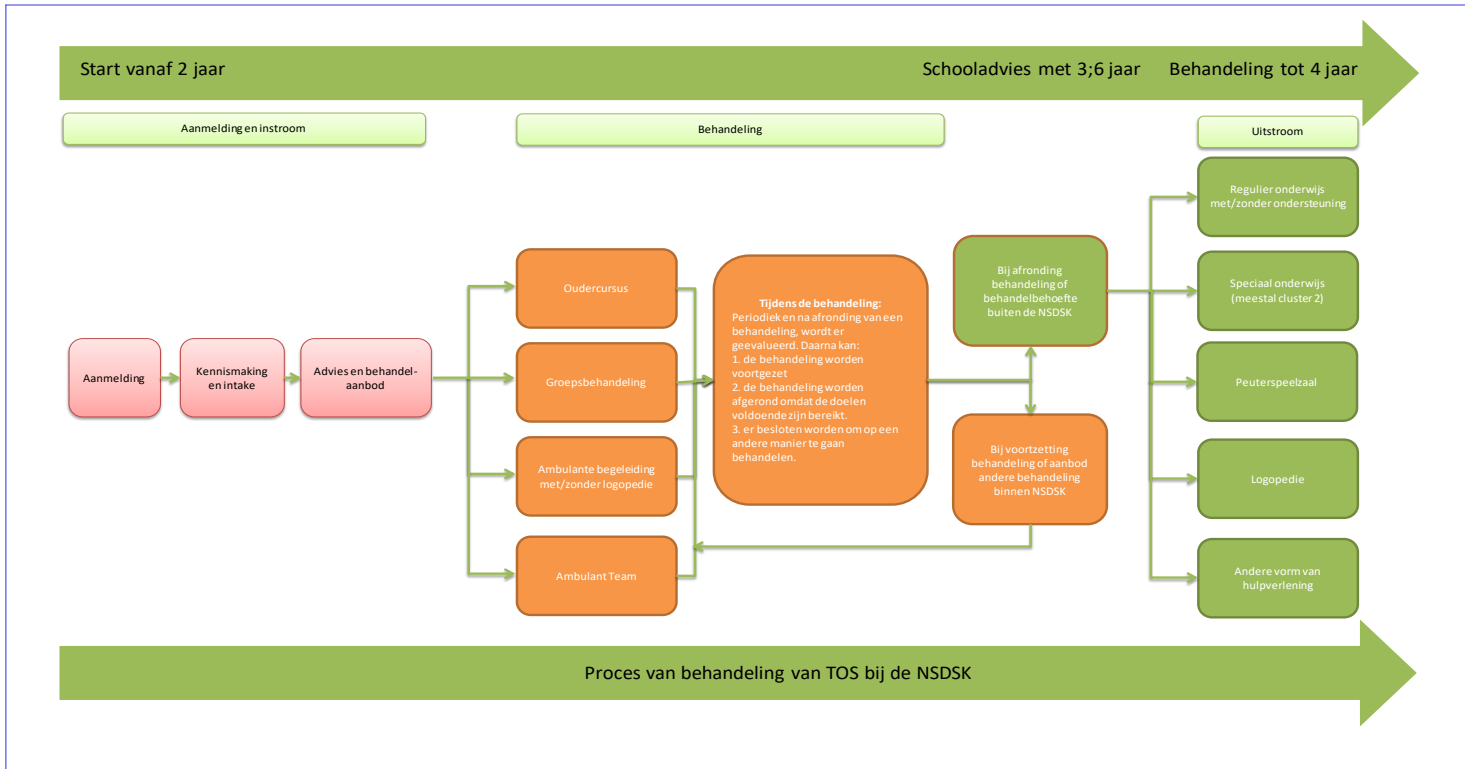 Start vanaf 2 jaar
Schooladvies met 3;6 jaar
Behandeling tot 4 jaar
Aanmelding en instroom
Behandeling
Uitstroom
Aanmelding
Kennismaking
en intake
Advies en behandel-
aanbod
Oudercursus
Groepsbehandeling
Ambulante begeleiding
met/zonder logopedie
Ambulant Team
Tijdens de behandeling:
Periodiek en na afronding van een
behandeling, wordt er
geevalueerd. Daarna kan:
1. de behandeling worden
voortgezet
2. de behandeling worden
afgerond omdat de doelen
voldoende zijn bereikt.
3. er besloten worden om op een
andere manier te gaan
behandelen.
Bij afronding
behandeling of
behandelbehoefte
buiten de NSDSK
Bij voortzetting
behandeling of aanbod
andere behandeling
binnen NSDSK
Regulier onderwijs
met/zonder ondersteuning
Speciaal onderwijs
(meestal cluster 2)
Peuterspeelzaal
Logopedie
Andere vorm van
hulpverlening
Proces van behandeling van TOS bij de NSDSK